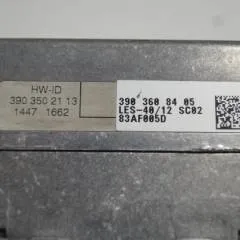 HW-ID
390 350 21 13
1447 1662
390 360 84 05
LES-40/12 SC02
83AF005D